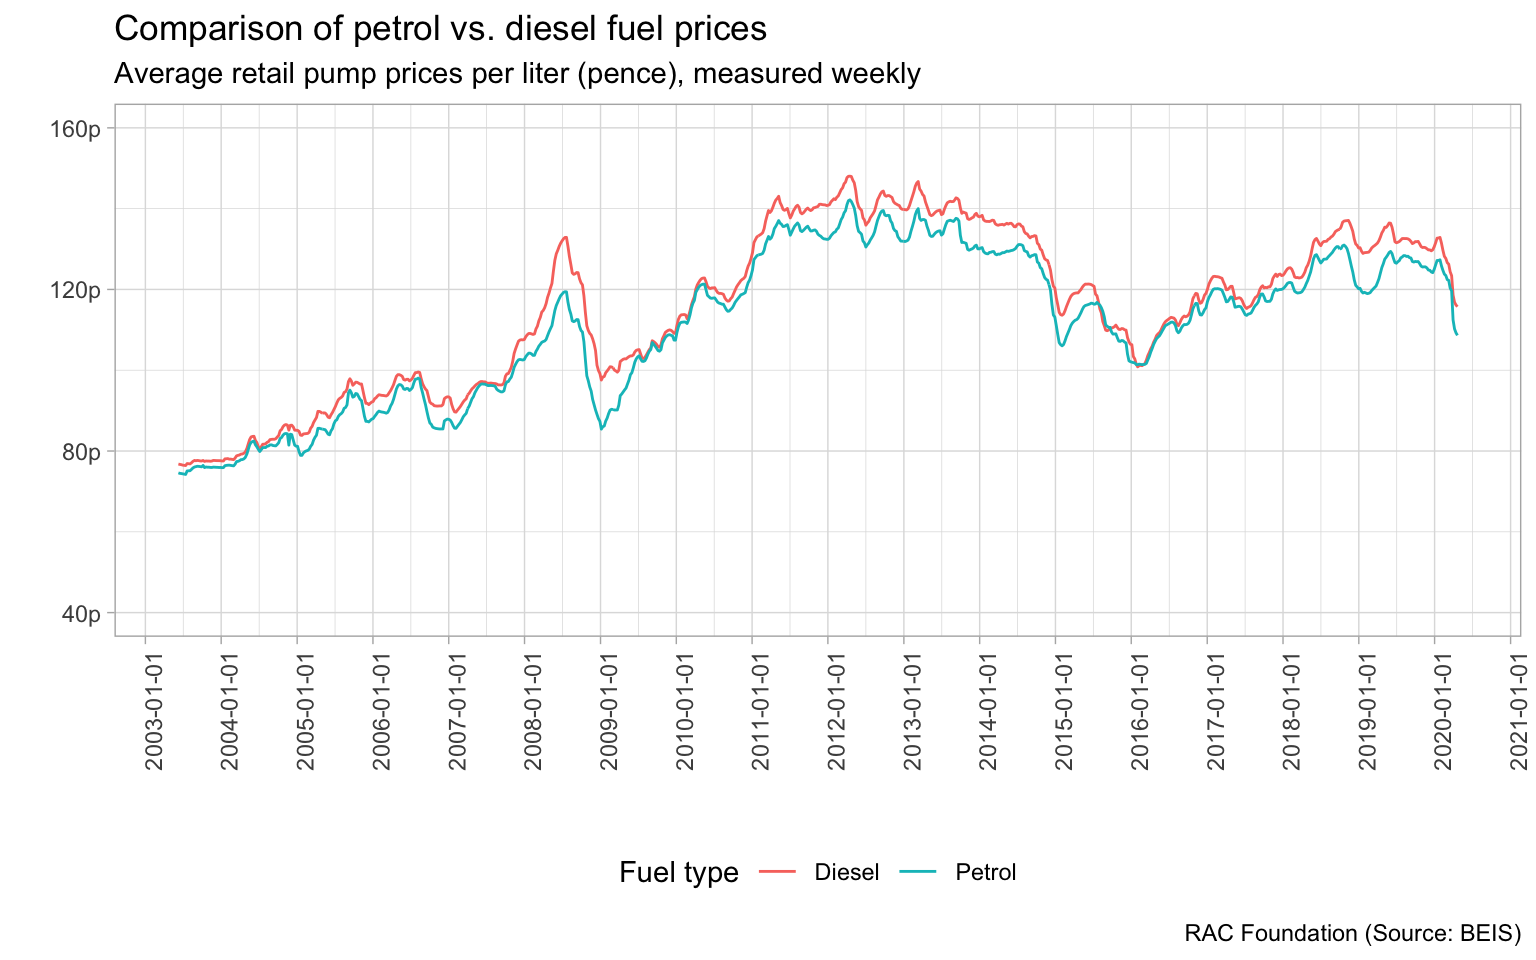 Comparison of petrol vs. diesel fuel prices
Average retail pump prices per liter (pence), measured weekly
160p
120p
80p
40p
2003-01-01
2004-01-01
2005-01-01
2006-01-01
2007-01-01
2008-01-01
2009-01-01
2010-01-01
2011-01-01
2012-01-01
2013-01-01
2014-01-01
2015-01-01
2016-01-01
2017-01-01
2018-01-01
2019-01-01
2020-01-01
2021-01-01
Fuel type Diesel Petrol
RAC Foundation (Source: BEIS)